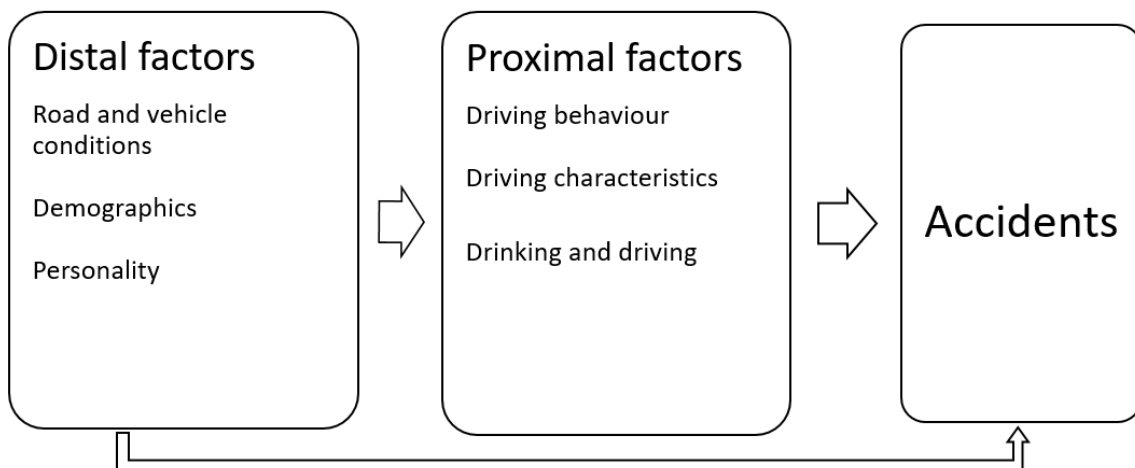 Distal factors
Road and vehicle
conditions
Demographics
Personality
Proximal factors
Driving behaviour
Driving characteristics
Drinking and driving
Accidents